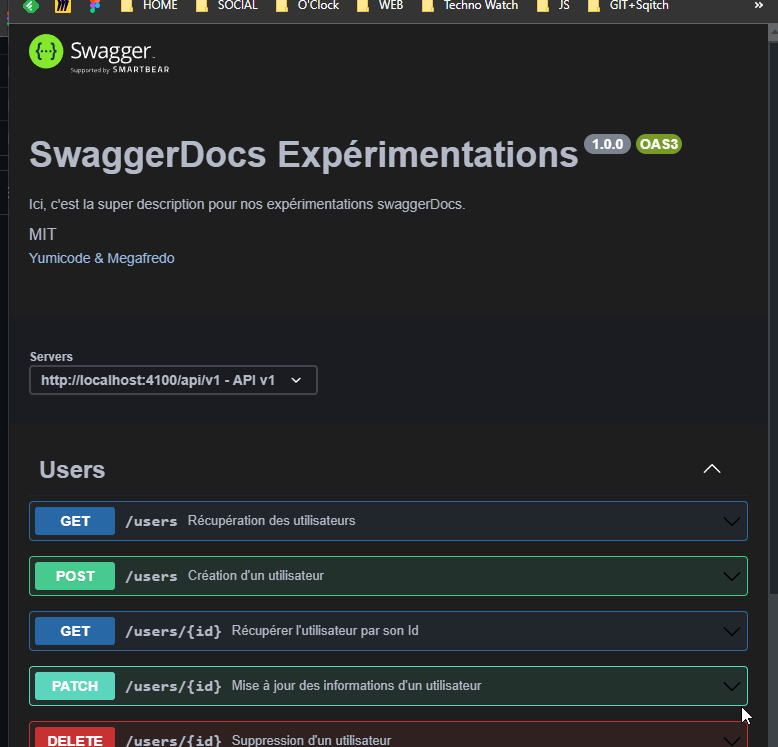 HOME SOCIAL O'Clock WEB Techno Watch JS GIT+Sqitch »
{···} Swagger.
Supported by SMARTBEAR
SwaggerDocs Expérimentations 1.0.0 OAS3
Ici, c'est la super description pour nos expérimentations swaggerDocs.
MIT
Yumicode & Megafredo
Servers
http://localhost:4100/api/v1 - API v1
Users
GET /users Récupération des utilisateurs
POST /users Création d'un utilisateur
GET /users/{id} Récupérer l'utilisateur par son Id
PATCH /users/{id} Mise à jour des informations d'un utilisateur
DELETE /users/{id} Suppression d'un utilisateur